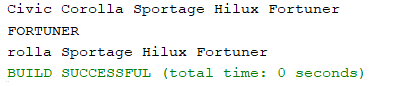 Civic Corolla Sportage Hilux Fortuner
FORTUNER
rolla Sportage Hilux Fortuner
BUILD SUCCESSFUL (total time: 0 seconds)